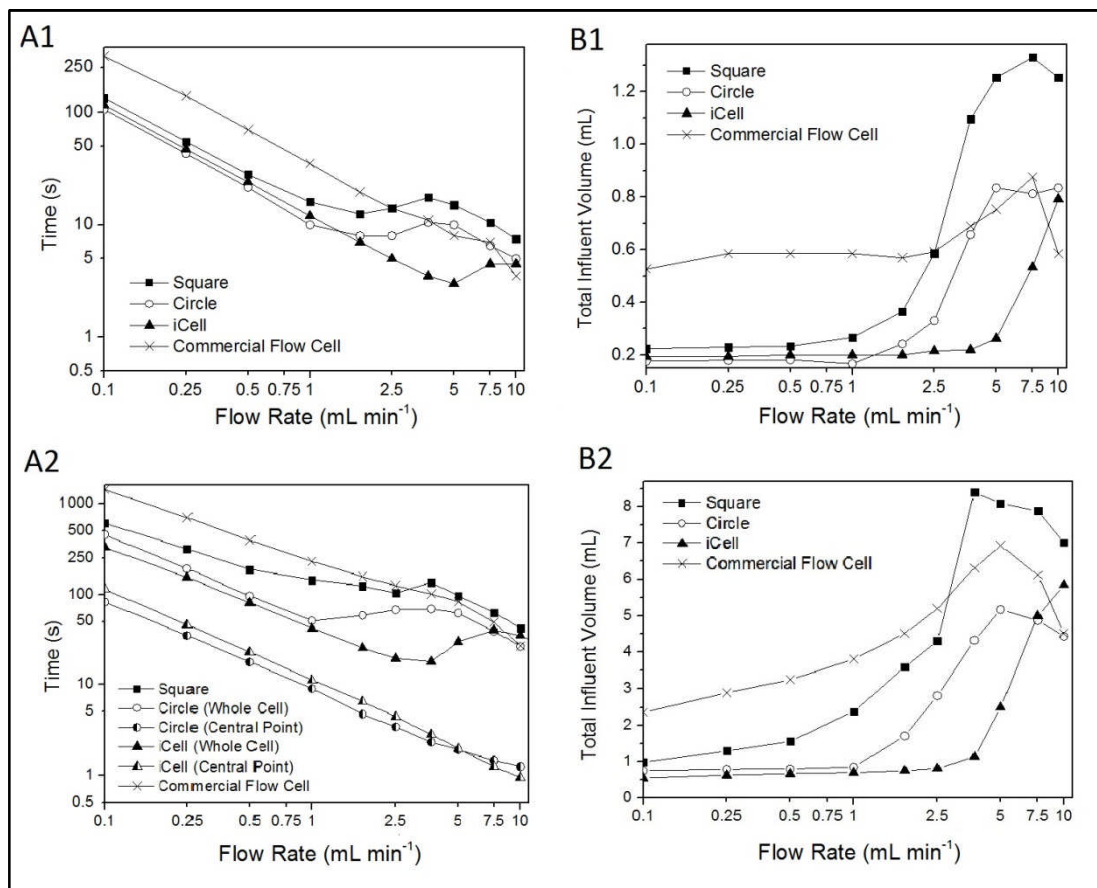 A1
Time (s)
250
100
50
10
5
1
0.5
Square
Circle
iCell
Commercial Flow Cell
0.1 0.25 0.5 0.75 1 2.5 5 7.5 10
Flow Rate (mL min⁻¹)
B1
Total Influent Volume (mL)
1.2
1.0
0.8
0.6
0.4
0.2
Square
Circle
iCell
Commercial Flow Cell
0.1 0.25 0.5 0.75 1 2.5 5 7.5 10
Flow Rate (mL min⁻¹)
A2
Time (s)
1000
500
250
100
50
10
5
1
0.5
Square
Circle (Whole Cell)
Circle (Central Point)
iCell (Whole Cell)
iCell (Central Point)
Commercial Flow Cell
0.1 0.25 0.5 0.75 1 2.5 5 7.5 10
Flow Rate (mL min⁻¹)
B2
Total Influent Volume (mL)
8
7
6
5
4
3
2
1
0
Square
Circle
iCell
Commercial Flow Cell
0.1 0.25 0.5 0.75 1 2.5 5 7.5 10
Flow Rate (mL min⁻¹)